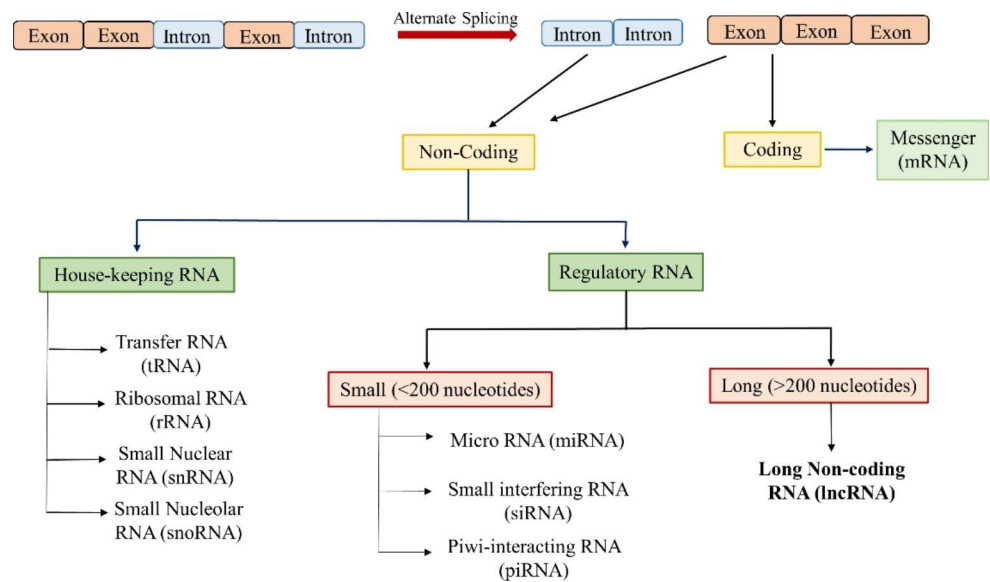 Alternate Splicing
Exon Exon Intron Exon Intron
Intron Intron
Exon Exon Exon
Non-Coding
Coding
Messenger
(mRNA)
House-keeping RNA
Regulatory RNA
Transfer RNA
(tRNA)
Ribosomal RNA
(rRNA)
Small Nuclear
RNA (snRNA)
Small Nucleolar
RNA (snoRNA)
Small (<200 nucleotides)
Micro RNA (miRNA)
Small interfering RNA
(siRNA)
Piwi-interacting RNA
(piRNA)
Long (>200 nucleotides)
Long Non-coding
RNA (lncRNA)